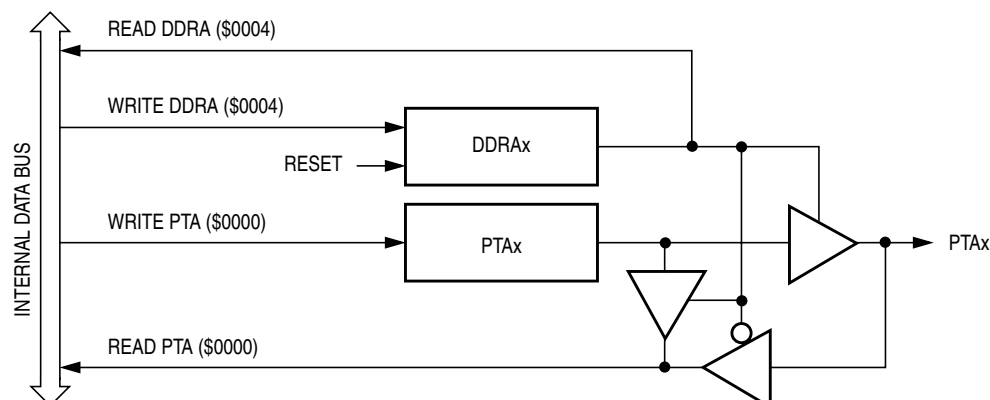 READ DDRA ($0004)
WRITE DDRA ($0004)
DDRAx
RESET
WRITE PTA ($0000)
PTAx
PTAx
INTERNAL DATA BUS
READ PTA ($0000)